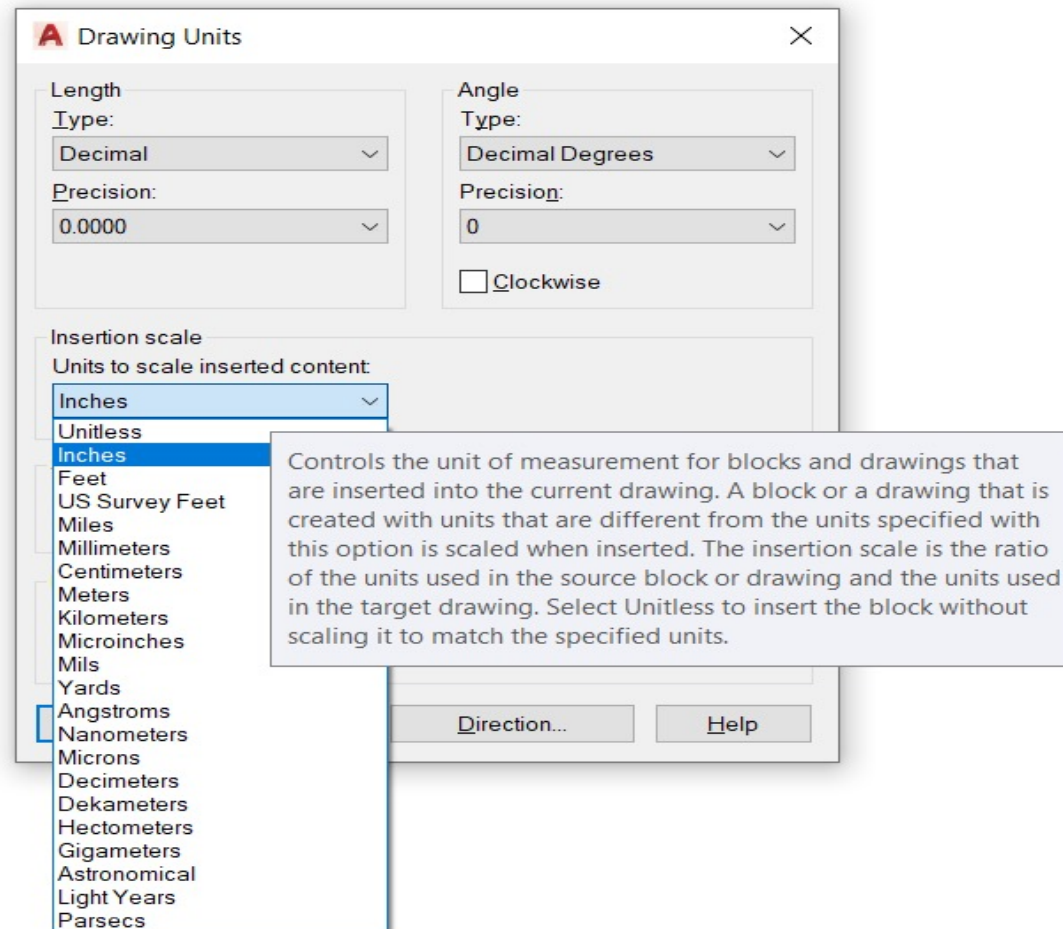 Drawing Units
Length
Type:
Decimal
Precision:
0.0000
Angle
Type:
Decimal Degrees
Precision:
0
Clockwise
Insertion scale
Units to scale inserted content:
Inches
Unitless
Inches
Feet
US Survey Feet
Miles
Millimeters
Centimeters
Meters
Kilometers
Microinches
Mils
Yards
Angstroms
Nanometers
Microns
Decimeters
Dekameters
Hectometers
Gigameters
Astronomical
Light Years
Parsecs
Controls the unit of measurement for blocks and drawings that
are inserted into the current drawing. A block or a drawing that is
created with units that are different from the units specified with
this option is scaled when inserted. The insertion scale is the ratio
of the units used in the source block or drawing and the units used
in the target drawing. Select Unitless to insert the block without
scaling it to match the specified units.
Direction...
Help